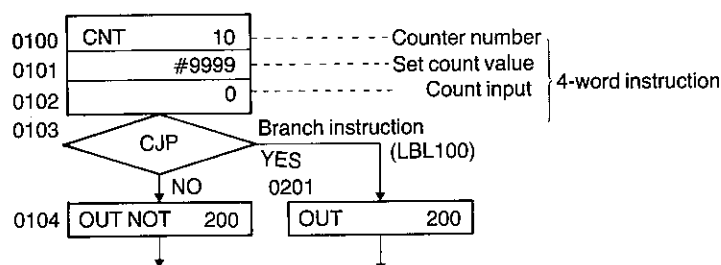 0100 CNT 10 Counter number
0101 #9999 Set count value
0102 0 Count input
4-word instruction
0103 CJP Branch instruction
YES (LBL100)
NO 0201
0104 OUT NOT 200 OUT 200